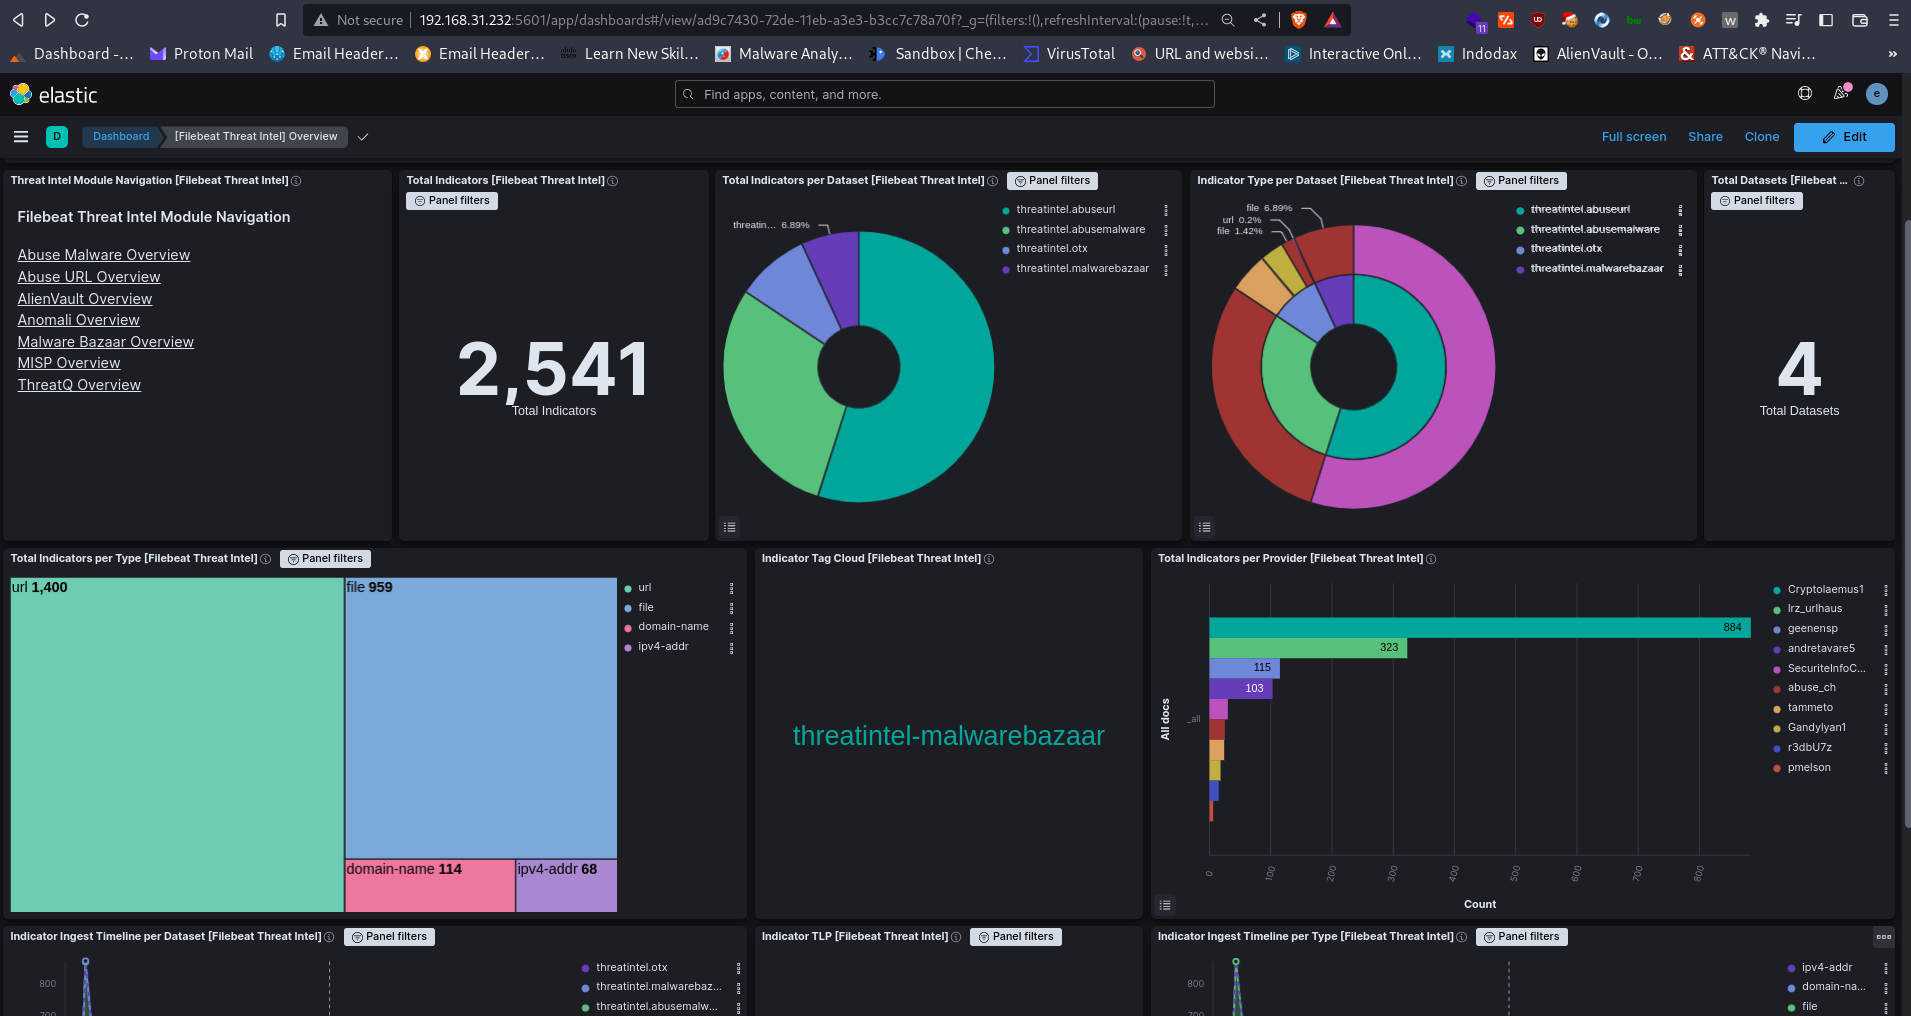 Not secure
192.168.31.232:5601/app/dashboards#/view/ad9c7430-72de-11eb-a3e3-b3cc7c78a70f?_g=(filters:!(),refreshInterval:(pause:!t,...
11
Dashboard -...
Proton Mail
Email Header...
Email Header...
Learn New Skil...
Malware Analy...
Sandbox | Che...
VirusTotal
URL and websi...
Interactive Onl...
Indodax
AlienVault - O...
ATT&CK® Navi...
»
elastic
Find apps, content, and more.
e
D
Dashboard
[Filebeat Threat Intel] Overview
Full screen
Share
Clone
Edit
Threat Intel Module Navigation [Filebeat Threat Intel]
Filebeat Threat Intel Module Navigation
Abuse Malware Overview
Abuse URL Overview
AlienVault Overview
Anomali Overview
Malware Bazaar Overview
MISP Overview
ThreatQ Overview
Total Indicators [Filebeat Threat Intel]
Panel filters
2,541
Total Indicators
Total Indicators per Dataset [Filebeat Threat Intel]
Panel filters
threatin... 6.89%
threatintel.abuseurl
threatintel.abusemalware
threatintel.otx
threatintel.malwarebazaar
Indicator Type per Dataset [Filebeat Threat Intel]
Panel filters
file 6.89%
url 0.2%
file 1.42%
threatintel.abuseurl
threatintel.abusemalware
threatintel.otx
threatintel.malwarebazaar
Total Datasets [Filebeat ...
Panel filters
4
Total Datasets
Total Indicators per Type [Filebeat Threat Intel]
Panel filters
url 1,400
file 959
domain-name 114
ipv4-addr 68
url
file
domain-name
ipv4-addr
Indicator Tag Cloud [Filebeat Threat Intel]
threatintel-malwarebazaar
Total Indicators per Provider [Filebeat Threat Intel]
884
323
115
103
All docs
_all
0
100
200
300
400
500
600
700
800
Count
Cryptolaemus1
lrz_urlhaus
geenensp
andretavare5
SecuriteInfoC...
abuse_ch
tammeto
Gandylyan1
r3dbU7z
pmelson
Indicator Ingest Timeline per Dataset [Filebeat Threat Intel]
Panel filters
800
700
threatintel.otx
threatintel.malwarebaz...
threatintel.abusemalw...
Indicator TLP [Filebeat Threat Intel]
Panel filters
Indicator Ingest Timeline per Type [Filebeat Threat Intel]
Panel filters
800
700
ipv4-addr
domain-na...
file